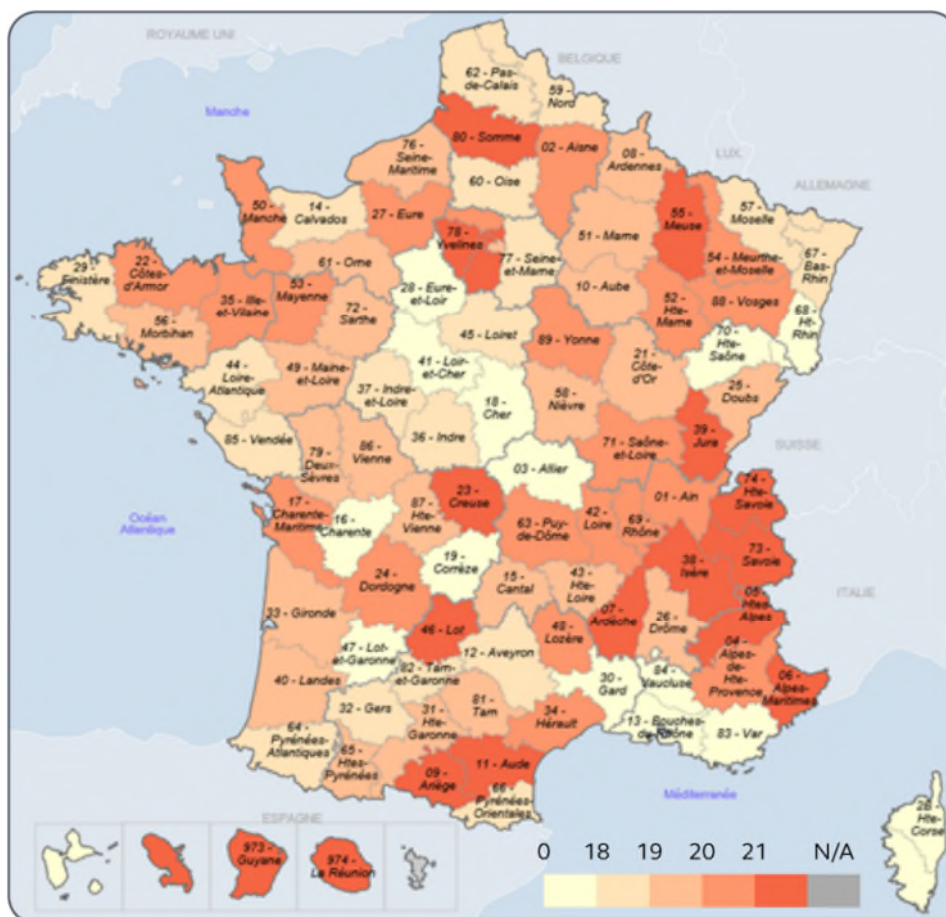 ROYAUME UNI
BELGIQUE
62 - Pas-
de-Calais
59 -
Nord
Manche
80 - Somme
76 -
Seine-
Maritime
02 - Aisne
08 -
Ardennes
LUX.
ALLEMAGNE
60 - Oise
50 -
Manche
14 -
Calvados
27 - Eure
78 -
Yvelines
55 -
Meuse
57 -
Moselle
51 - Marne
77 - Seine-
et-Marne
54 - Meurthe-
et-Moselle
67 -
Bas-
Rhin
61 - Orne
29 -
Finistère
22 -
Côtes-
d'Armor
28 - Eure-
et-Loir
35 - Ille-
et-Vilaine
53 -
Mayenne
10 - Aube
52 -
Hte-
Marne
88 - Vosges
68 -
Ht-
Rhin
56 -
Morbihan
72 -
Sarthe
45 - Loiret
89 - Yonne
70 -
Hte-
Saône
44 -
Loire-
Atlantique
49 - Maine-
et-Loire
41 - Loir-
et-Cher
21 -
Côte-
d'Or
37 - Indre-
et-Loire
18 -
Cher
58 -
Nièvre
25 -
Doubs
85 - Vendée
79 -
Deux-
Sèvres
86 -
Vienne
36 - Indre
71 - Saône-
et-Loire
39 -
Jura
SUISSE
03 - Allier
17 -
Charente-
Maritime
16 -
Charente
87 -
Hte-
Vienne
23 -
Creuse
01 - Ain
74 -
Hte-
Savoie
Océan
Atlantique
63 - Puy-
de-Dôme
42 -
Loire
69 -
Rhône
73 -
Savoie
19 -
Corrèze
38 -
Isère
24 -
Dordogne
15 -
Cantal
43 -
Hte-
Loire
ITALIE
33 - Gironde
46 - Lot
07 -
Ardèche
26 -
Drôme
05 -
Htes-
Alpes
47 - Lot-
et-Garonne
48 -
Lozère
12 - Aveyron
04 -
Alpes-
de-
Hte-
Provence
06 -
Alpes-
Maritimes
40 - Landes
82 - Tarn-
et-Garonne
30 -
Gard
84 -
Vaucluse
32 - Gers
31 -
Hte-
Garonne
81 -
Tarn
34 -
Hérault
13 - Bouches-
du-Rhône
83 - Var
64 -
Pyrénées-
Atlantiques
65 -
Htes-
Pyrénées
09 -
Ariège
11 - Aude
66 -
Pyrénées-
Orientales
Méditerranée
2B -
Hte-
Corse
ESPAGNE
973 -
Guyane
974 -
La Réunion
0 18 19 20 21 N/A